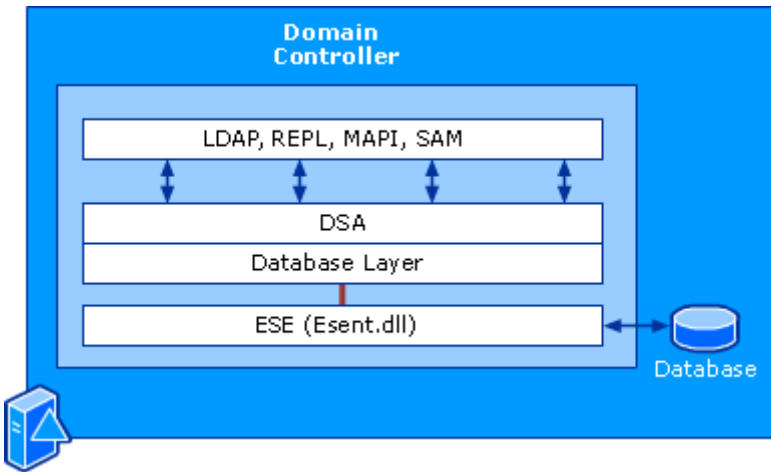 Domain
Controller
LDAP, REPL, MAPI, SAM
DSA
Database Layer
ESE (Esent.dll)
Database